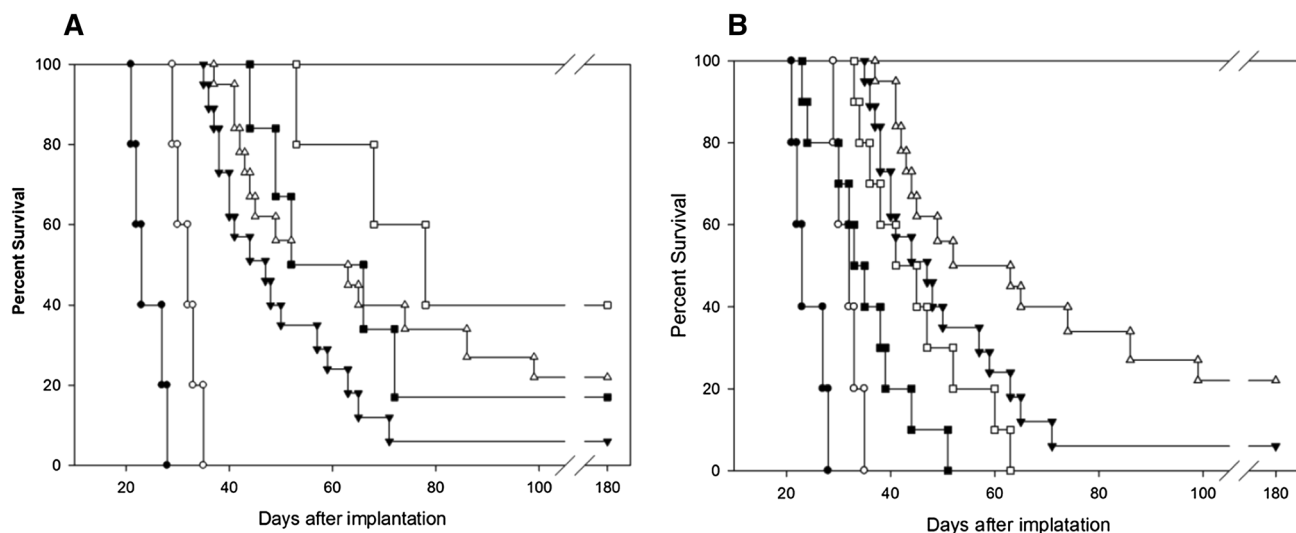 A
Percent Survival
100
80
60
40
20
0
20 40 60 80 100 180
Days after implantation
B
Percent Survival
100
80
60
40
20
0
20 40 60 80 100 180
Days after implatation